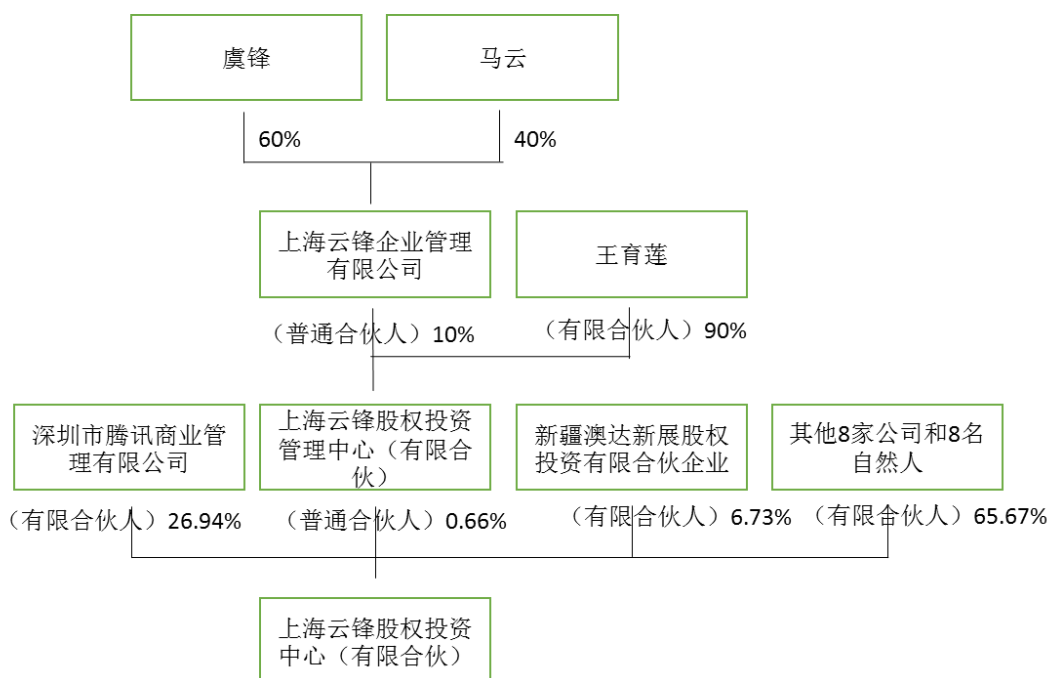 虞锋
马云
60%
40%
上海云锋企业管理
有限公司
王育莲
（普通合伙人）10%
（有限合伙人）90%
深圳市腾讯商业管
理有限公司
上海云锋股权投资
管理中心（有限合
伙）
新疆澳达新展股权
投资有限合伙企业
其他8家公司和8名
自然人
（有限合伙人）26.94%
（普通合伙人）0.66%
（有限合伙人）6.73%
（有限合伙人）65.67%
上海云锋股权投资
中心（有限合伙）